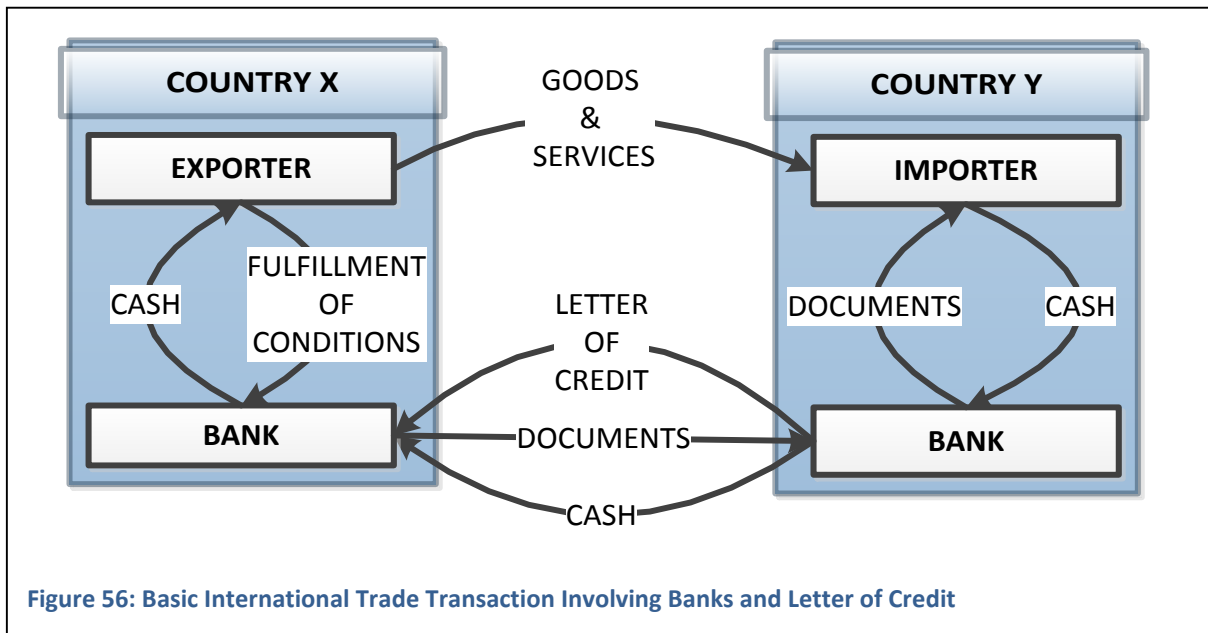 COUNTRY X
EXPORTER
CASH
FULFILLMENT
OF
CONDITIONS
BANK
GOODS
&
SERVICES
LETTER
OF
CREDIT
DOCUMENTS
CASH
COUNTRY Y
IMPORTER
DOCUMENTS
CASH
BANK
Figure 56: Basic International Trade Transaction Involving Banks and Letter of Credit